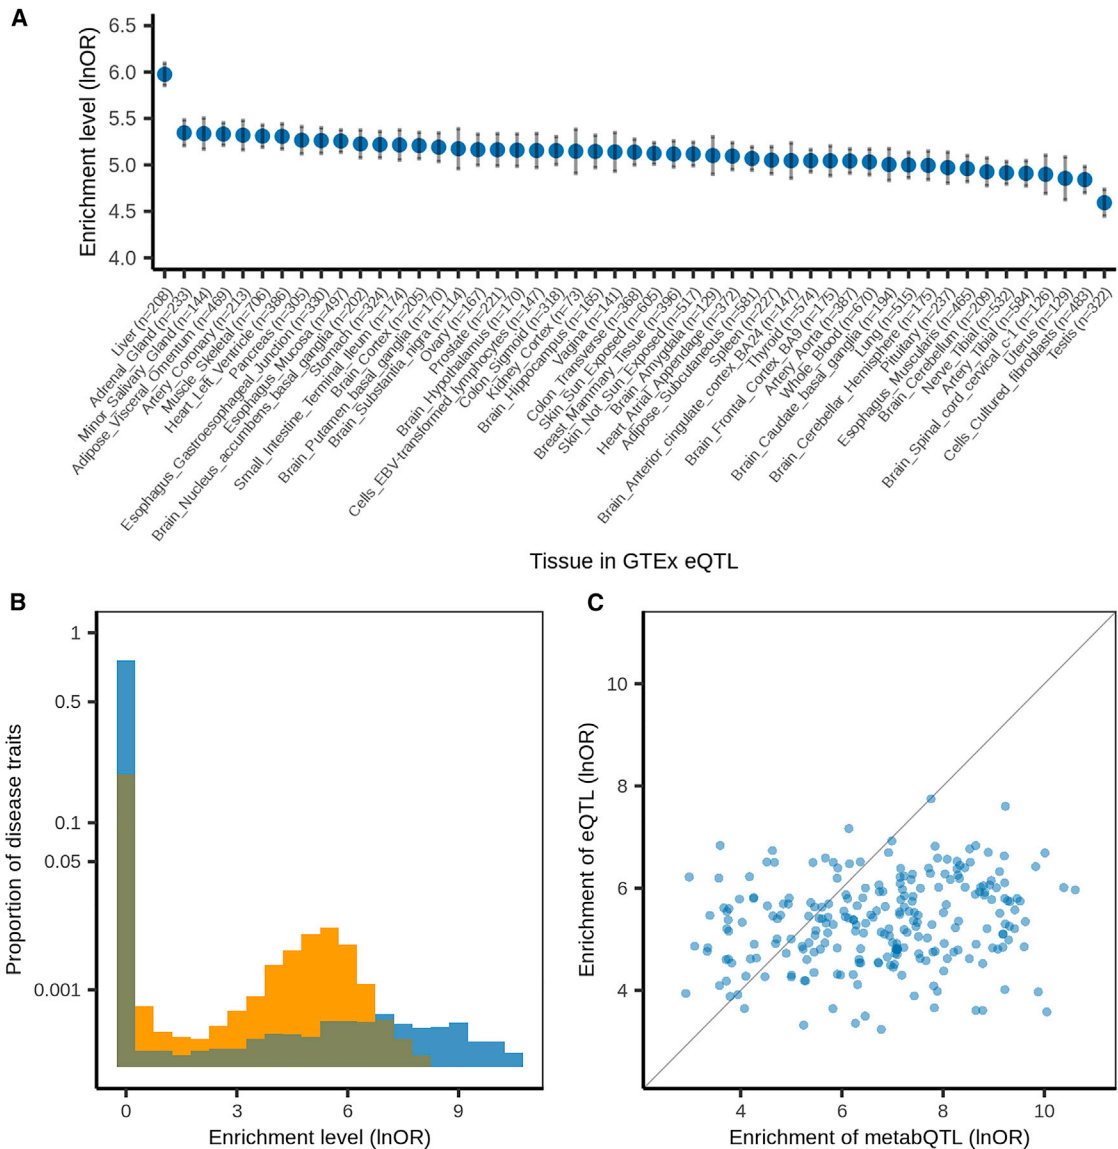 A
Enrichment level (lnOR)
6.5
6.0
5.5
5.0
4.5
4.0
Liver (n=208)
Adrenal_Gland (n=233)
Minor_Salivary_Gland (n=144)
Adipose_Visceral_Omentum (n=469)
Artery_Coronary (n=213)
Muscle_Skeletal (n=706)
Heart_Left_Ventricle (n=386)
Pancreas (n=305)
Esophagus_Gastroesophageal_Junction (n=330)
Esophagus_Mucosa (n=497)
Brain_Nucleus_accumbens_basal_ganglia (n=202)
Stomach (n=324)
Small_Intestine_Terminal_Ileum (n=174)
Brain_Cortex (n=205)
Brain_Putamen_basal_ganglia (n=170)
Brain_Substantia_nigra (n=114)
Ovary (n=167)
Prostate (n=221)
Brain_Hypothalamus (n=170)
Cells_EBV-transformed_lymphocytes (n=147)
Colon_Sigmoid (n=318)
Kidney_Cortex (n=73)
Brain_Hippocampus (n=165)
Vagina (n=141)
Colon_Transverse (n=368)
Skin_Sun_Exposed (n=605)
Breast_Mammary_Tissue (n=396)
Skin_Not_Sun_Exposed (n=517)
Brain_Amygdala (n=129)
Heart_Atrial_Appendage (n=372)
Adipose_Subcutaneous (n=581)
Spleen (n=227)
Brain_Anterior_cingulate_cortex_BA24 (n=147)
Thyroid (n=574)
Brain_Frontal_Cortex_BA9 (n=175)
Artery_Aorta (n=387)
Whole_Blood (n=670)
Brain_Caudate_basal_ganglia (n=194)
Lung (n=515)
Brain_Cerebellar_Hemisphere (n=175)
Pituitary (n=237)
Esophagus_Muscularis (n=465)
Brain_Cerebellum (n=209)
Nerve_Tibial (n=532)
Artery_Tibial (n=584)
Brain_Spinal_cord_cervical_c-1 (n=126)
Uterus (n=129)
Cells_Cultured_fibroblasts (n=483)
Testis (n=322)
Tissue in GTEx eQTL
B
Proportion of disease traits
1
0.5
0.1
0.05
0.001
0
3
6
9
Enrichment level (lnOR)
C
Enrichment of eQTL (lnOR)
10
8
6
4
4
6
8
10
Enrichment of metabQTL (lnOR)